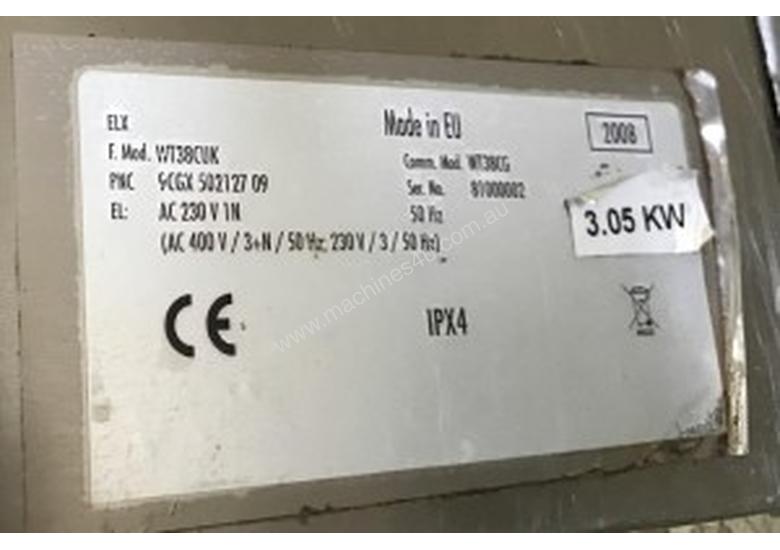 ELX Made in EU 2008
F. Mod. WT38CUK Comm. Mod. WT38CG
PNC 9CGX 502127 09 Ser. No. 81000002
EL: AC 230 V 1N 50 Hz 3.05 KW
(AC 400 V / 3+N / 50 Hz; 230 V / 3 / 50 Hz)
CE IPX4
www.machines4u.com.au